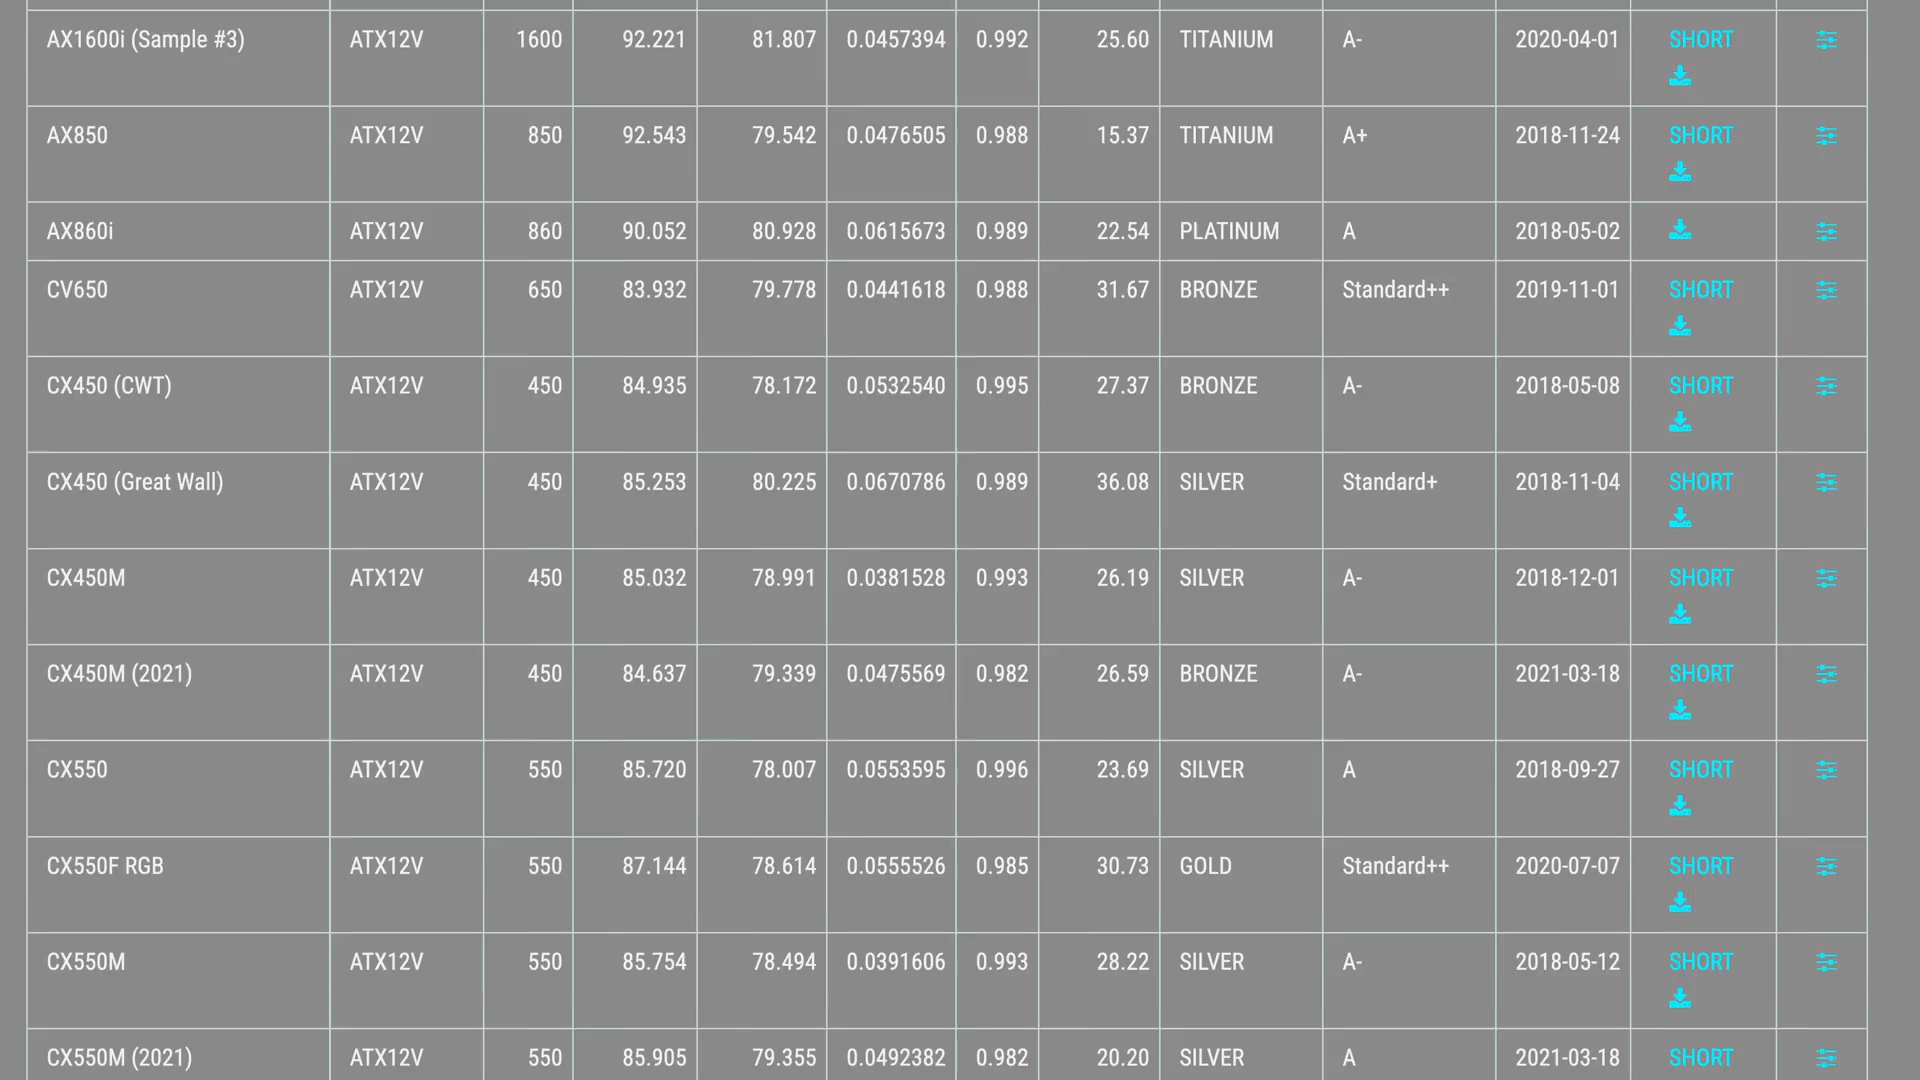 AX1600i (Sample #3) ATX12V 1600 92.221 81.807 0.0457394 0.992 25.60 TITANIUM A- 2020-04-01 SHORT
AX850 ATX12V 850 92.543 79.542 0.0476505 0.988 15.37 TITANIUM A+ 2018-11-24 SHORT
AX860i ATX12V 860 90.052 80.928 0.0615673 0.989 22.54 PLATINUM A 2018-05-02
CV650 ATX12V 650 83.932 79.778 0.0441618 0.988 31.67 BRONZE Standard++ 2019-11-01 SHORT
CX450 (CWT) ATX12V 450 84.935 78.172 0.0532540 0.995 27.37 BRONZE A- 2018-05-08 SHORT
CX450 (Great Wall) ATX12V 450 85.253 80.225 0.0670786 0.989 36.08 SILVER Standard+ 2018-11-04 SHORT
CX450M ATX12V 450 85.032 78.991 0.0381528 0.993 26.19 SILVER A- 2018-12-01 SHORT
CX450M (2021) ATX12V 450 84.637 79.339 0.0475569 0.982 26.59 BRONZE A- 2021-03-18 SHORT
CX550 ATX12V 550 85.720 78.007 0.0553595 0.996 23.69 SILVER A 2018-09-27 SHORT
CX550F RGB ATX12V 550 87.144 78.614 0.0555526 0.985 30.73 GOLD Standard++ 2020-07-07 SHORT
CX550M ATX12V 550 85.754 78.494 0.0391606 0.993 28.22 SILVER A- 2018-05-12 SHORT
CX550M (2021) ATX12V 550 85.905 79.355 0.0492382 0.982 20.20 SILVER A 2021-03-18 SHORT